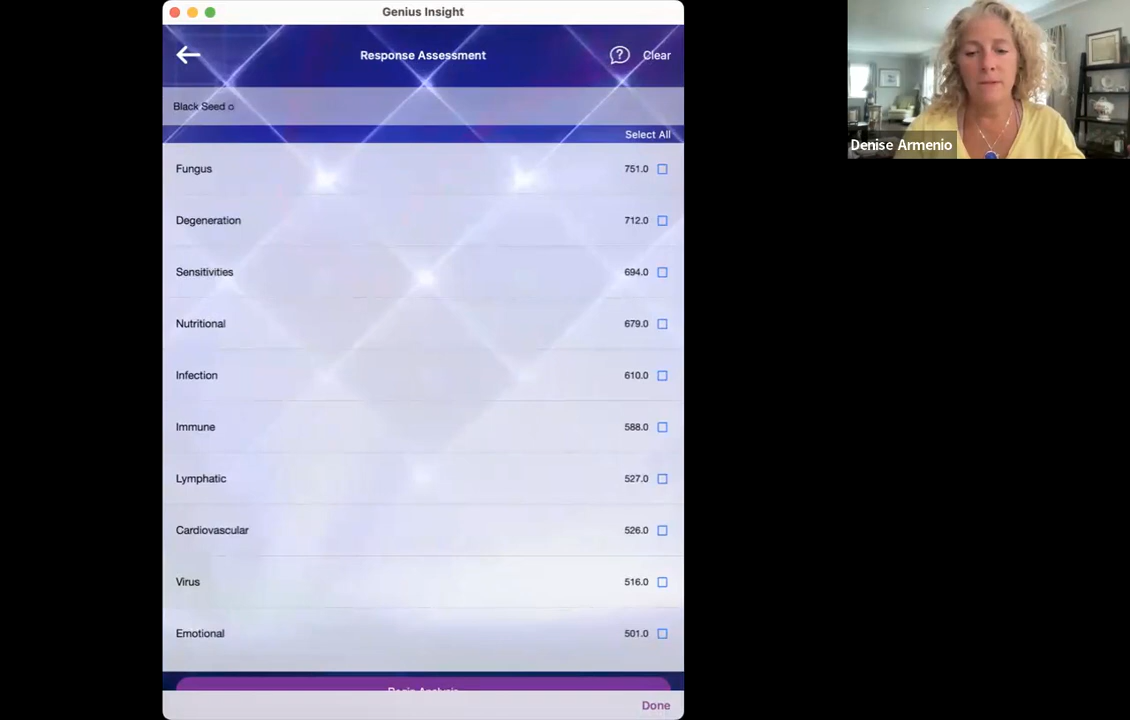 Genius Insight
Response Assessment
?
Clear
Black Seed o
Select All
Fungus 751.0
Degeneration 712.0
Sensitivities 694.0
Nutritional 679.0
Infection 610.0
Immune 588.0
Lymphatic 527.0
Cardiovascular 526.0
Virus 516.0
Emotional 501.0
Begin Analysis
Done
Denise Armenio